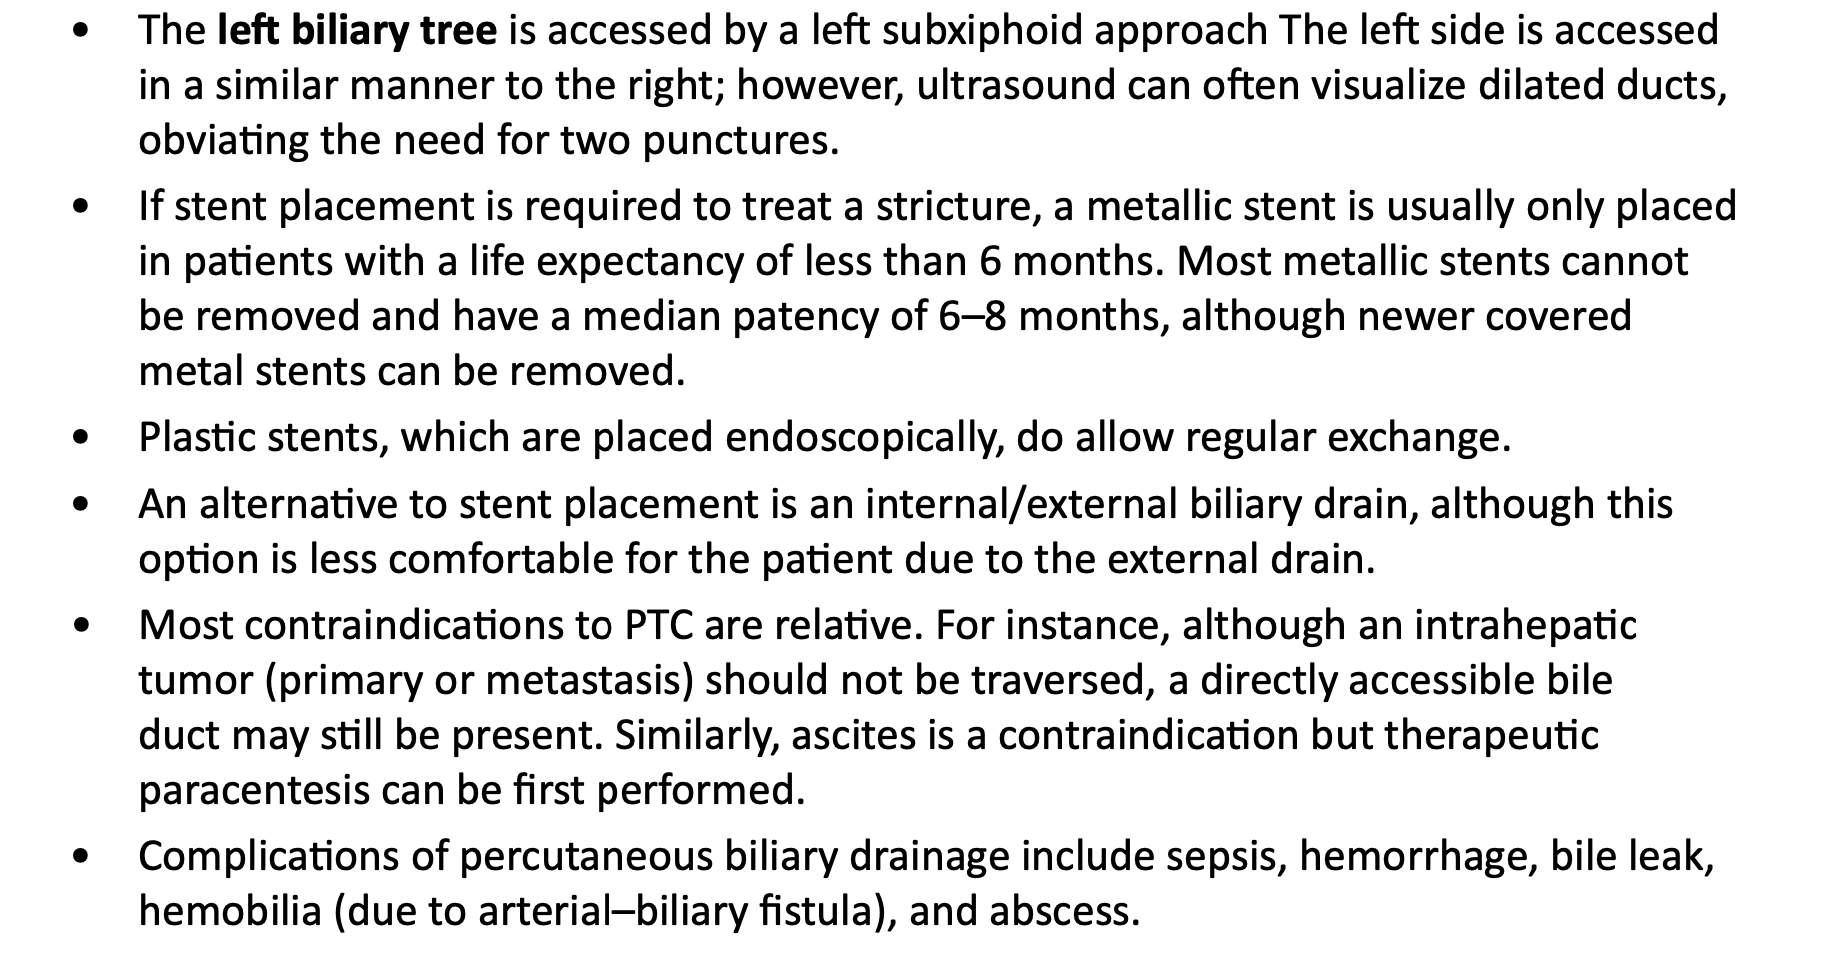 • The left biliary tree is accessed by a left subxiphoid approach The left side is accessed
in a similar manner to the right; however, ultrasound can often visualize dilated ducts,
obviating the need for two punctures.
• If stent placement is required to treat a stricture, a metallic stent is usually only placed
in patients with a life expectancy of less than 6 months. Most metallic stents cannot
be removed and have a median patency of 6–8 months, although newer covered
metal stents can be removed.
• Plastic stents, which are placed endoscopically, do allow regular exchange.
• An alternative to stent placement is an internal/external biliary drain, although this
option is less comfortable for the patient due to the external drain.
• Most contraindications to PTC are relative. For instance, although an intrahepatic
tumor (primary or metastasis) should not be traversed, a directly accessible bile
duct may still be present. Similarly, ascites is a contraindication but therapeutic
paracentesis can be first performed.
• Complications of percutaneous biliary drainage include sepsis, hemorrhage, bile leak,
hemobilia (due to arterial–biliary fistula), and abscess.